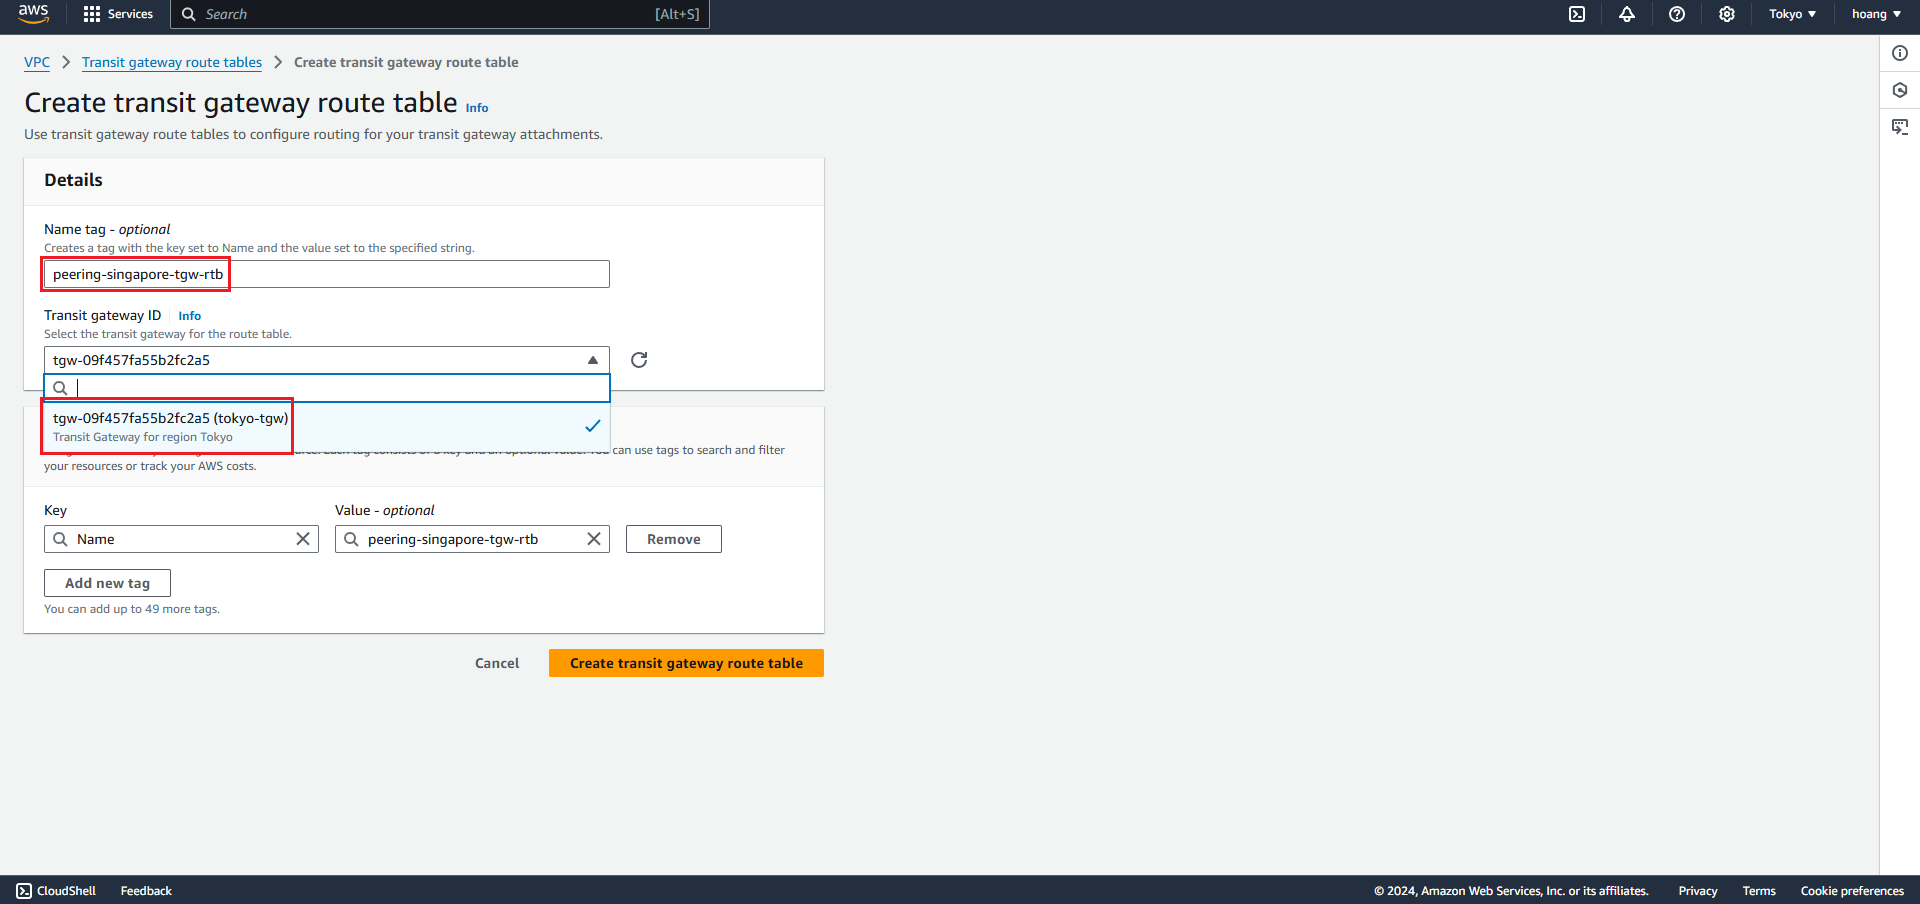 aws Services Search [Alt+S] Tokyo hoang
VPC Transit gateway route tables Create transit gateway route table
Create transit gateway route table Info
Use transit gateway route tables to configure routing for your transit gateway attachments.
Details
Name tag - optional
Creates a tag with the key set to Name and the value set to the specified string.
peering-singapore-tgw-rtb
Transit gateway ID Info
Select the transit gateway for the route table.
tgw-09f457fa55b2fc2a5
tgw-09f457fa55b2fc2a5 (tokyo-tgw)
Transit Gateway for region Tokyo
can use tags to search and filter
your resources or track your AWS costs.
Key Value - optional
Name peering-singapore-tgw-rtb Remove
Add new tag
You can add up to 49 more tags.
Cancel Create transit gateway route table
CloudShell Feedback © 2024, Amazon Web Services, Inc. or its affiliates. Privacy Terms Cookie preferences